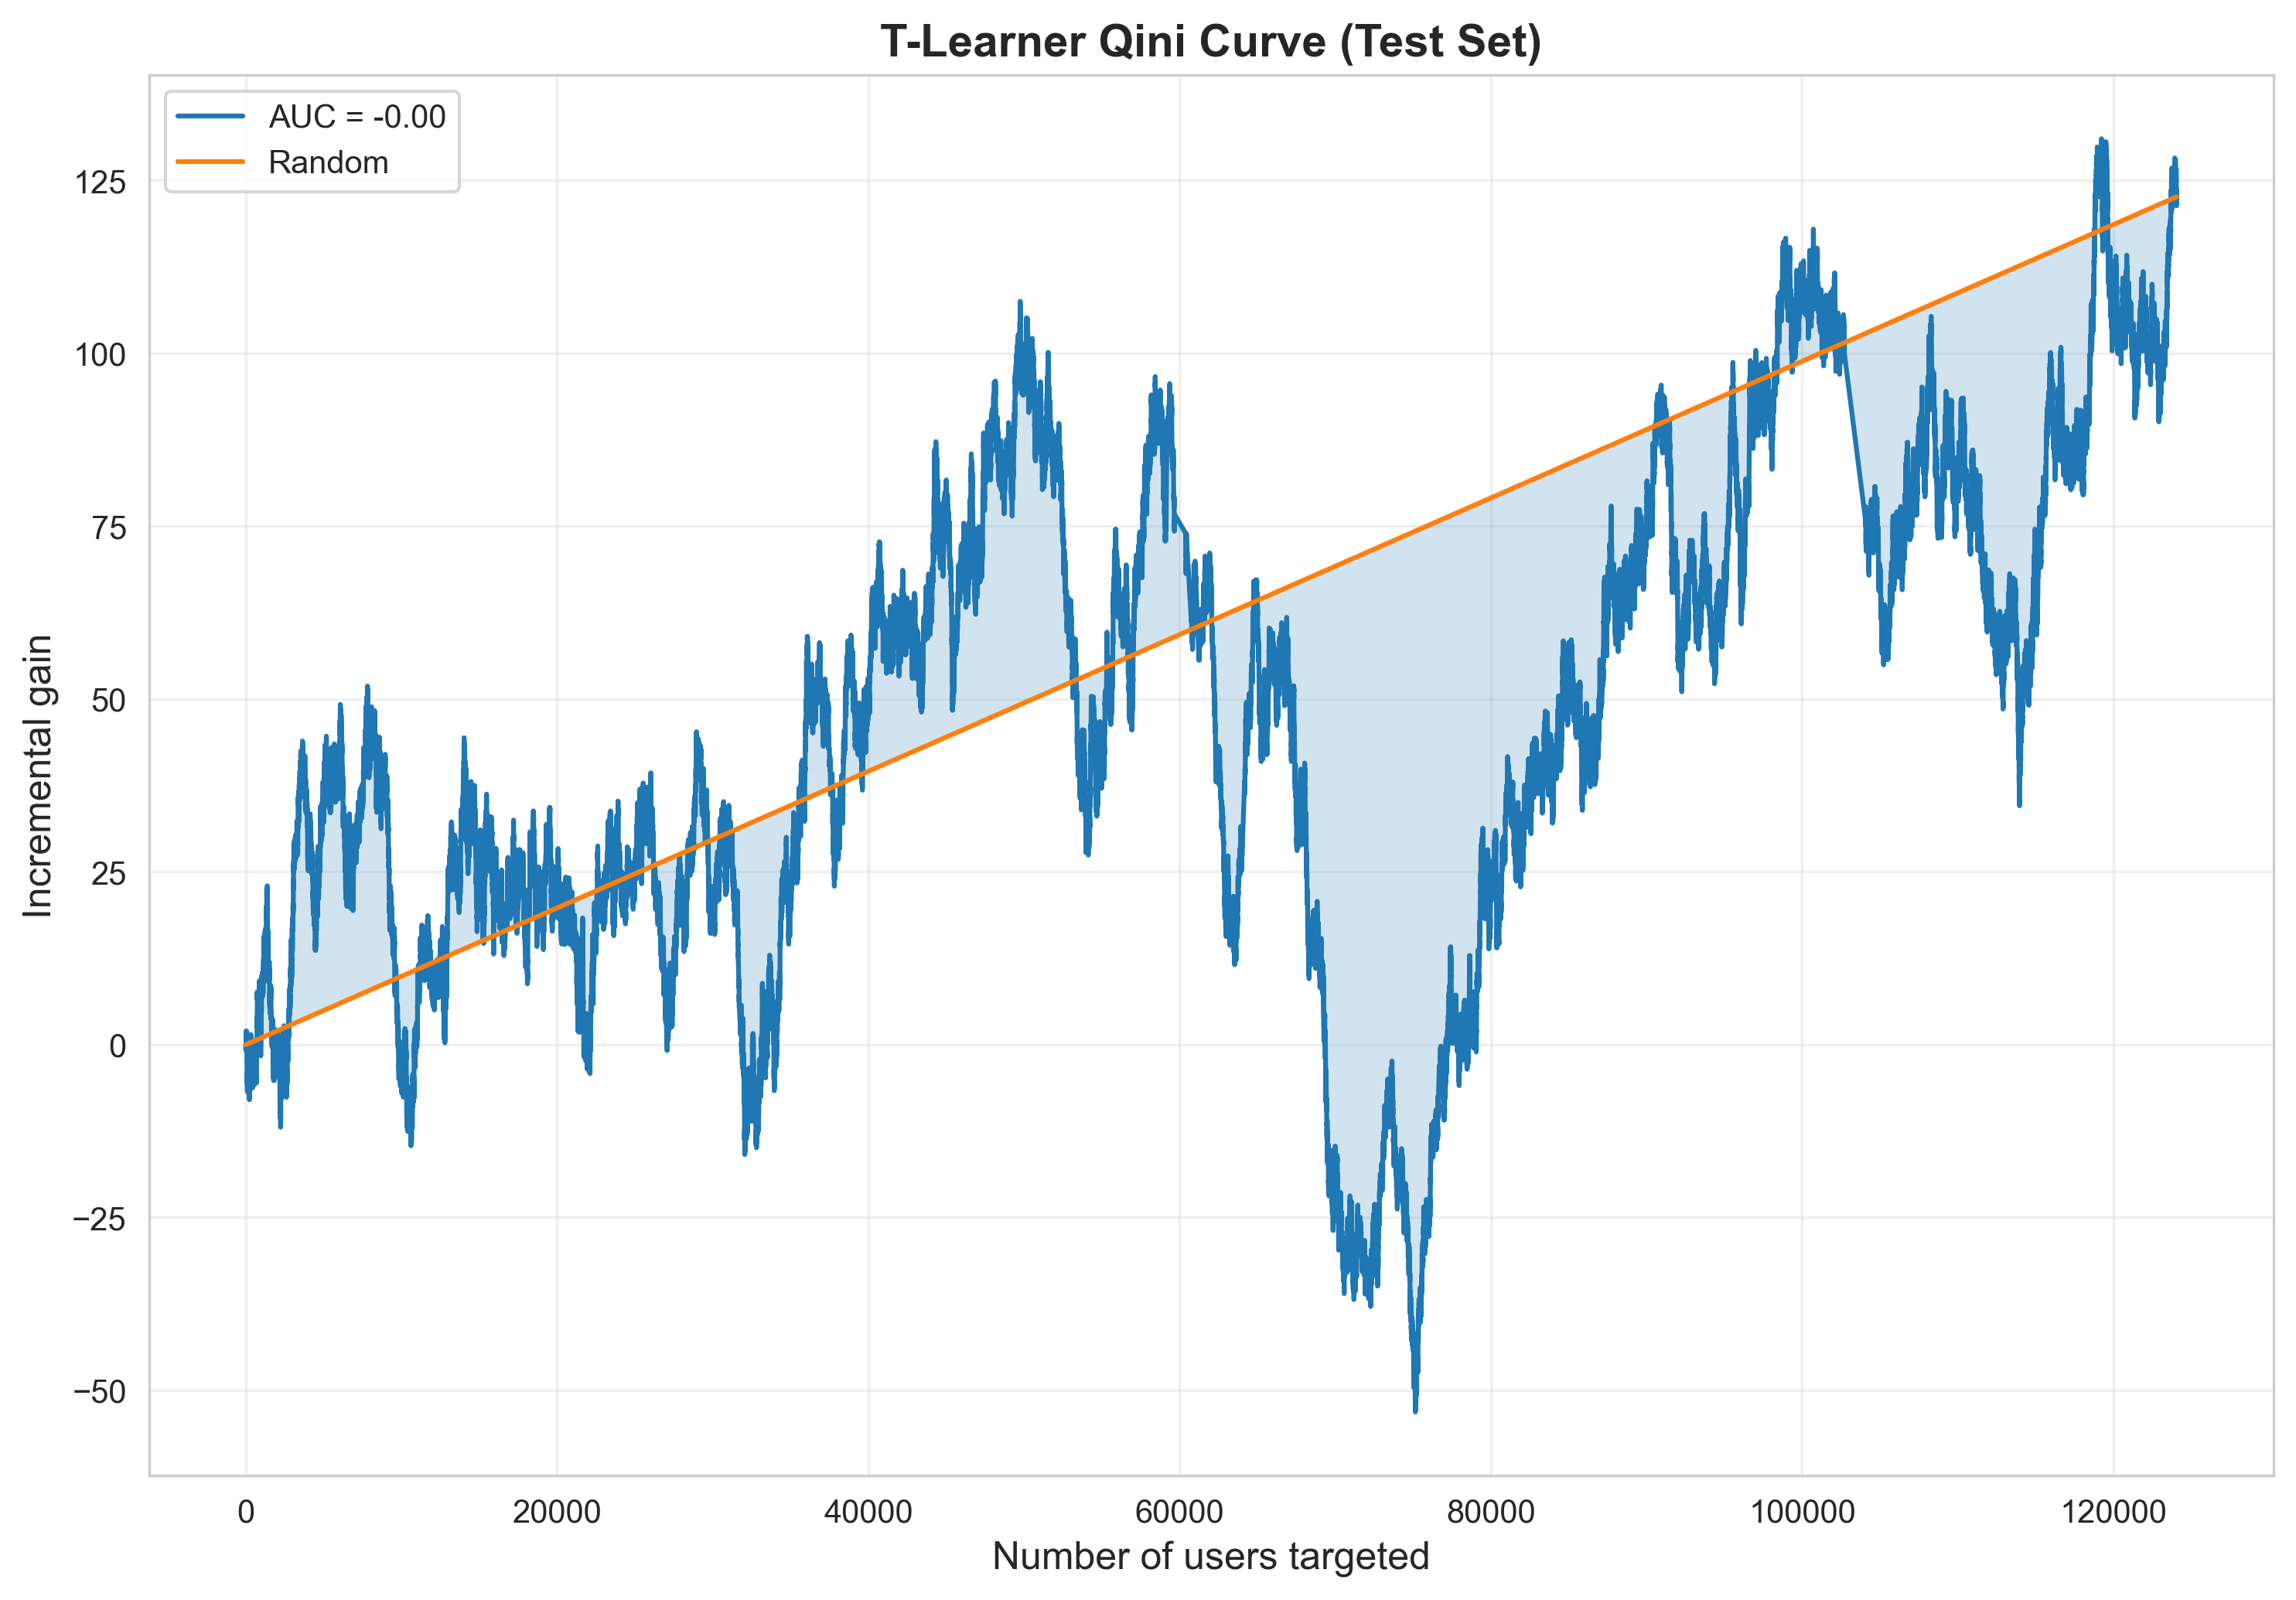 T-Learner Qini Curve (Test Set)
AUC = -0.00
Random
Incremental gain
125
100
75
50
25
0
−25
−50
0 20000 40000 60000 80000 100000 120000
Number of users targeted